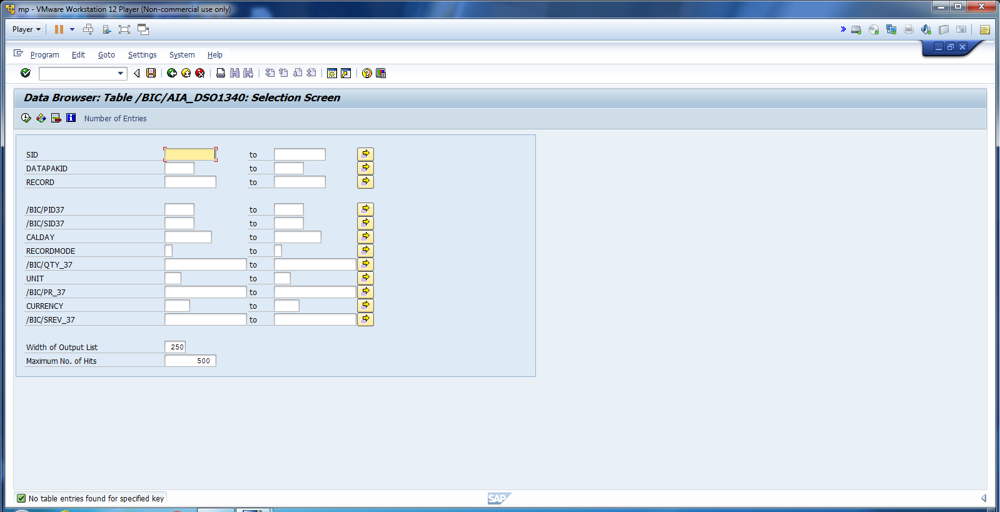 mp - VMware Workstation 12 Player (Non-commercial use only)
Player
Program Edit Goto Settings System Help
Data Browser: Table /BIC/AIA_DSO1340: Selection Screen
Number of Entries
SID to
DATAPAKID to
RECORD to
/BIC/PID37 to
/BIC/SID37 to
CALDAY to
RECORDMODE to
/BIC/QTY_37 to
UNIT to
/BIC/PR_37 to
CURRENCY to
/BIC/SREV_37 to
Width of Output List 250
Maximum No. of Hits 500
No table entries found for specified key
SAP